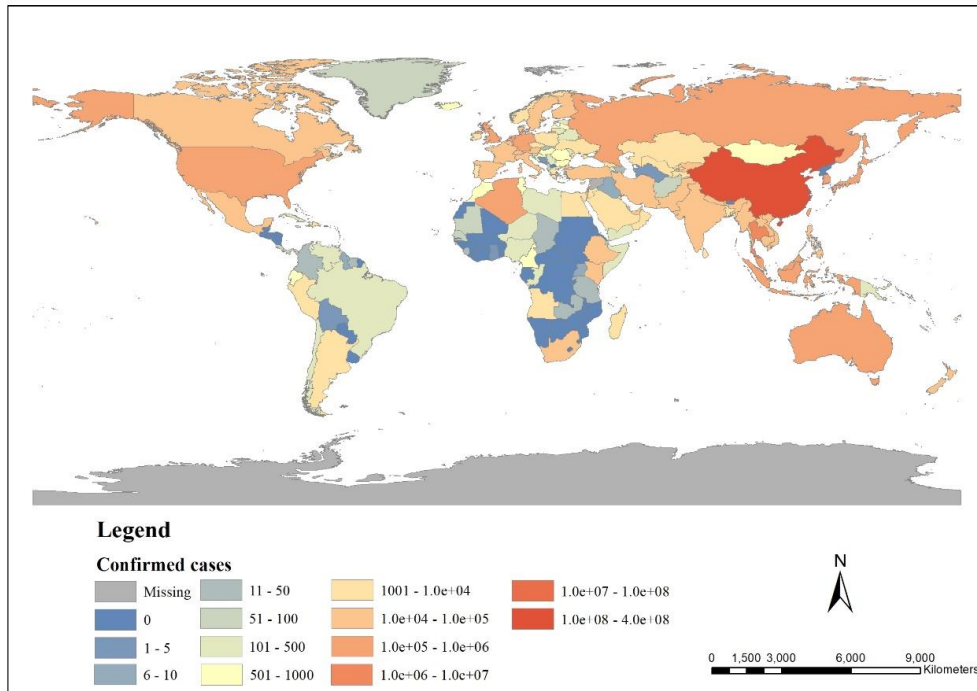 Legend
Confirmed cases
Missing
0
1 - 5
6 - 10
11 - 50
51 - 100
101 - 500
501 - 1000
1001 - 1.0e+04
1.0e+04 - 1.0e+05
1.0e+05 - 1.0e+06
1.0e+06 - 1.0e+07
1.0e+07 - 1.0e+08
1.0e+08 - 4.0e+08
N
0 1,500 3,000 6,000 9,000
Kilometers